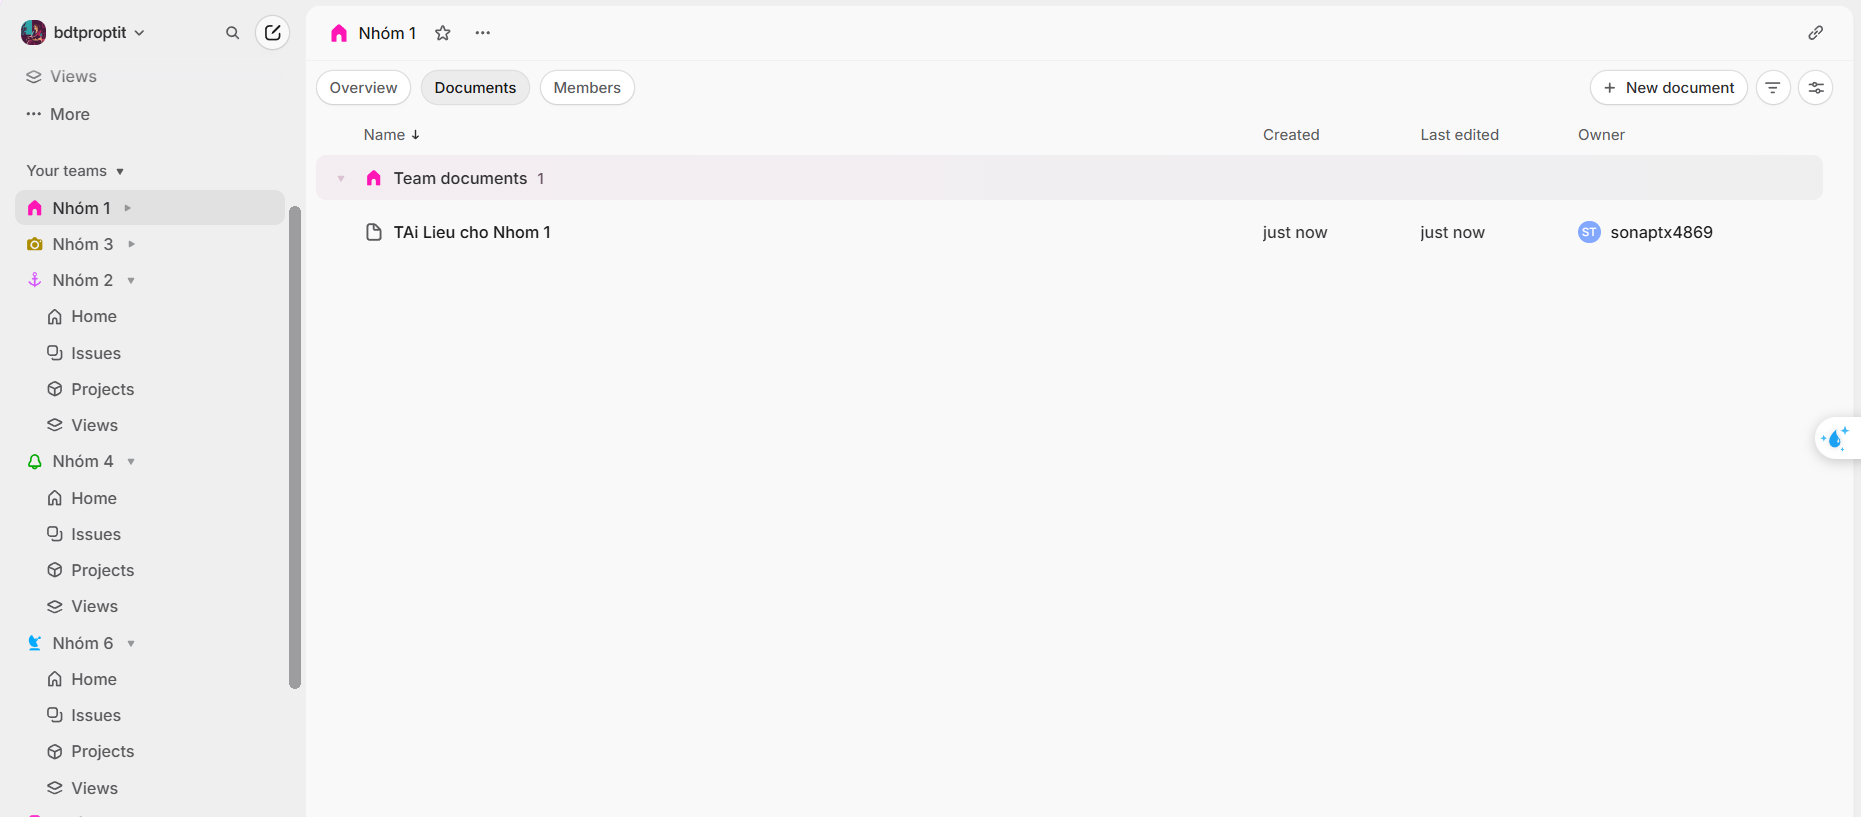 bdtproptit
Views
More
Your teams
Nhóm 1
Nhóm 3
Nhóm 2
Home
Issues
Projects
Views
Nhóm 4
Home
Issues
Projects
Views
Nhóm 6
Home
Issues
Projects
Views
Nhóm 1
Overview
Documents
Members
New document
Name Created Last edited Owner
Team documents 1
TAi Lieu cho Nhom 1 just now just now ST sonaptx4869